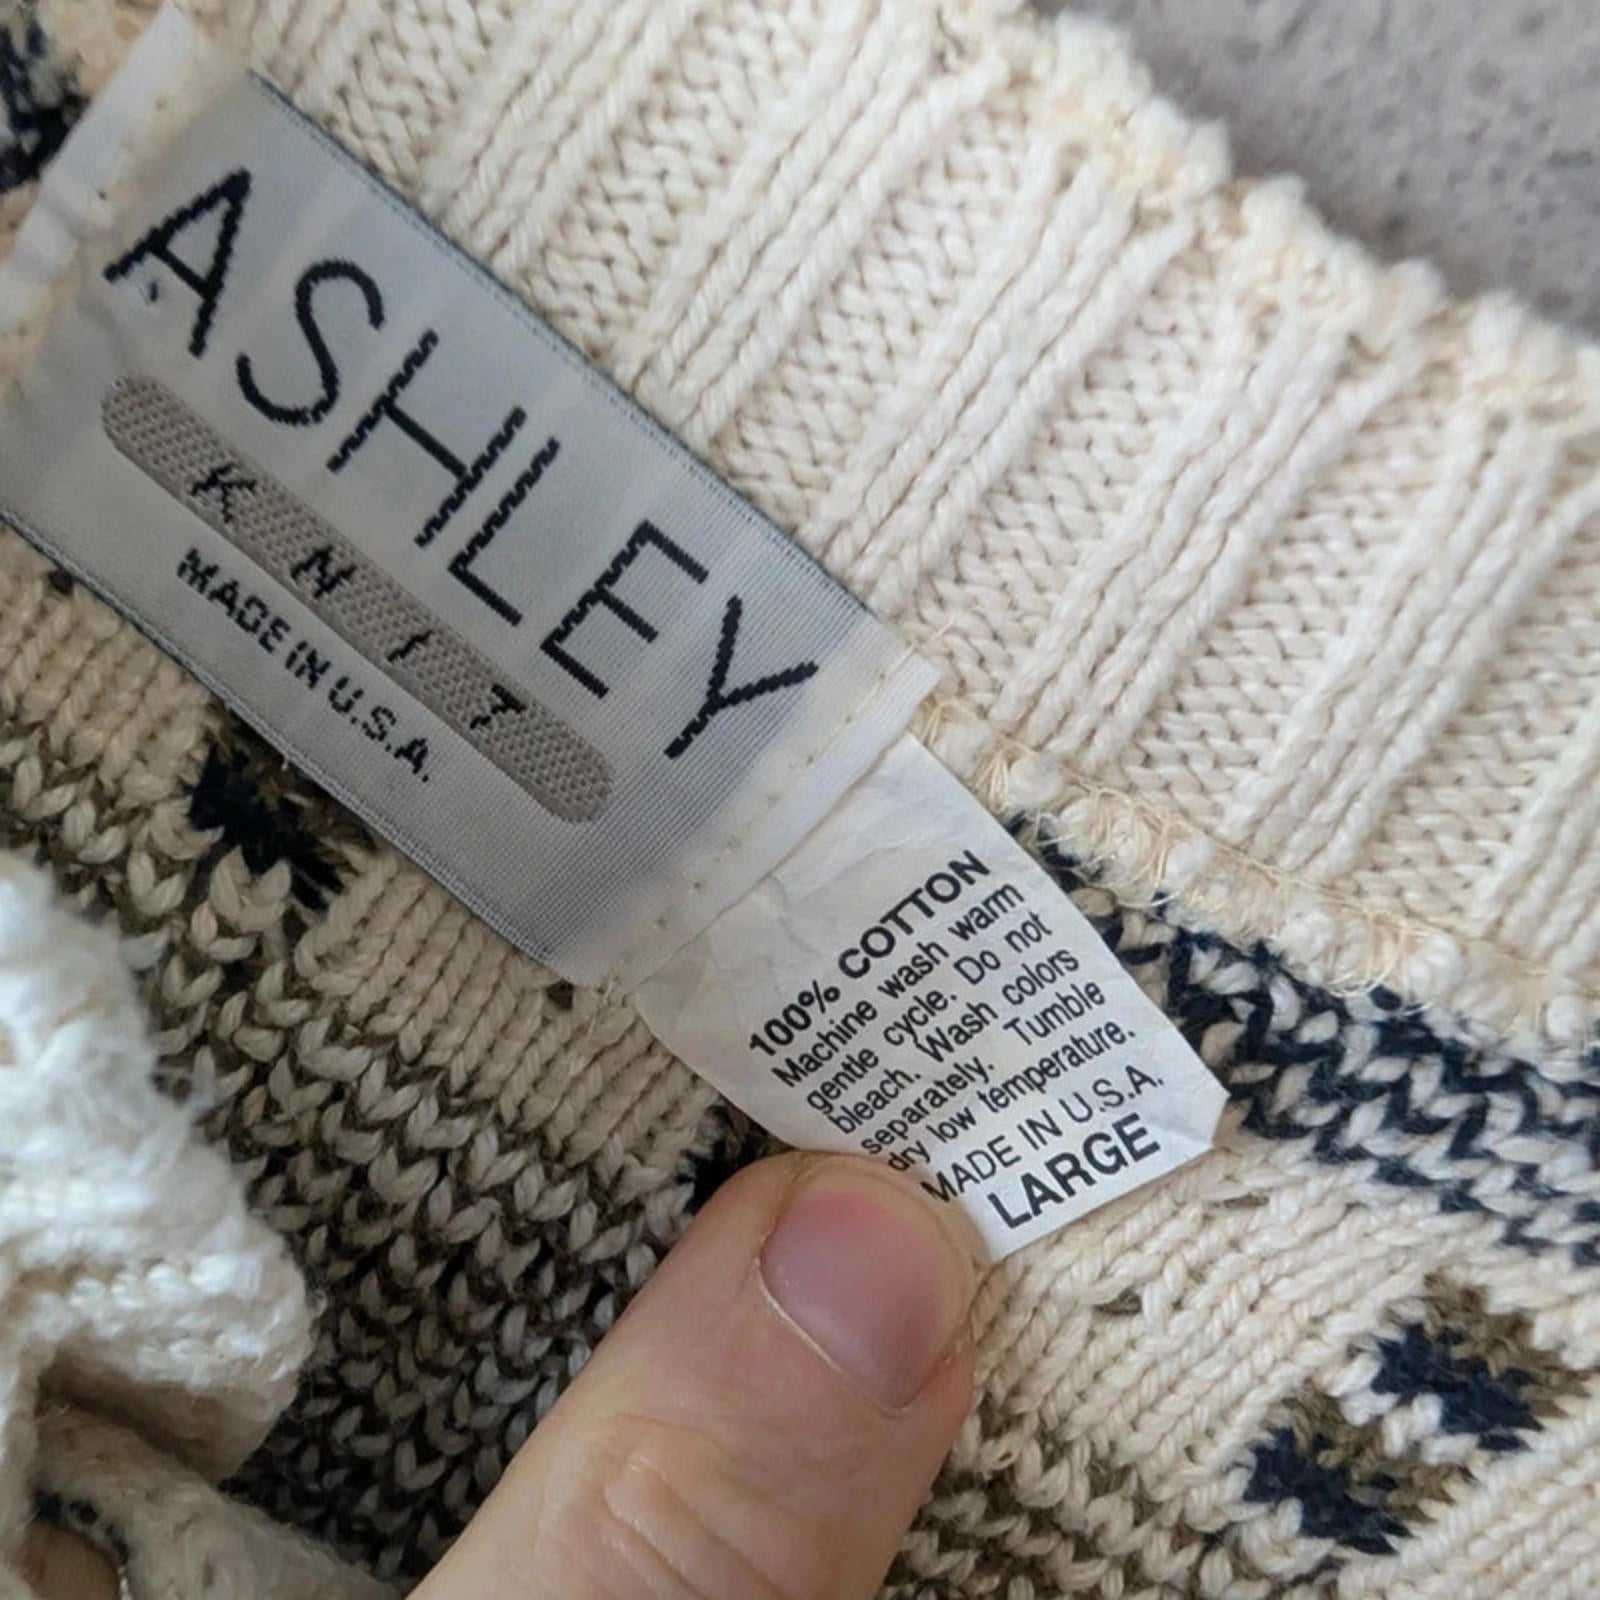 ASHLEY
KNIT
MADE IN U.S.A.
100% COTTON
Machine wash warm
gentle cycle. Do not
bleach. Wash colors
separately. Tumble
dry low temperature.
MADE IN U.S.A.
LARGE